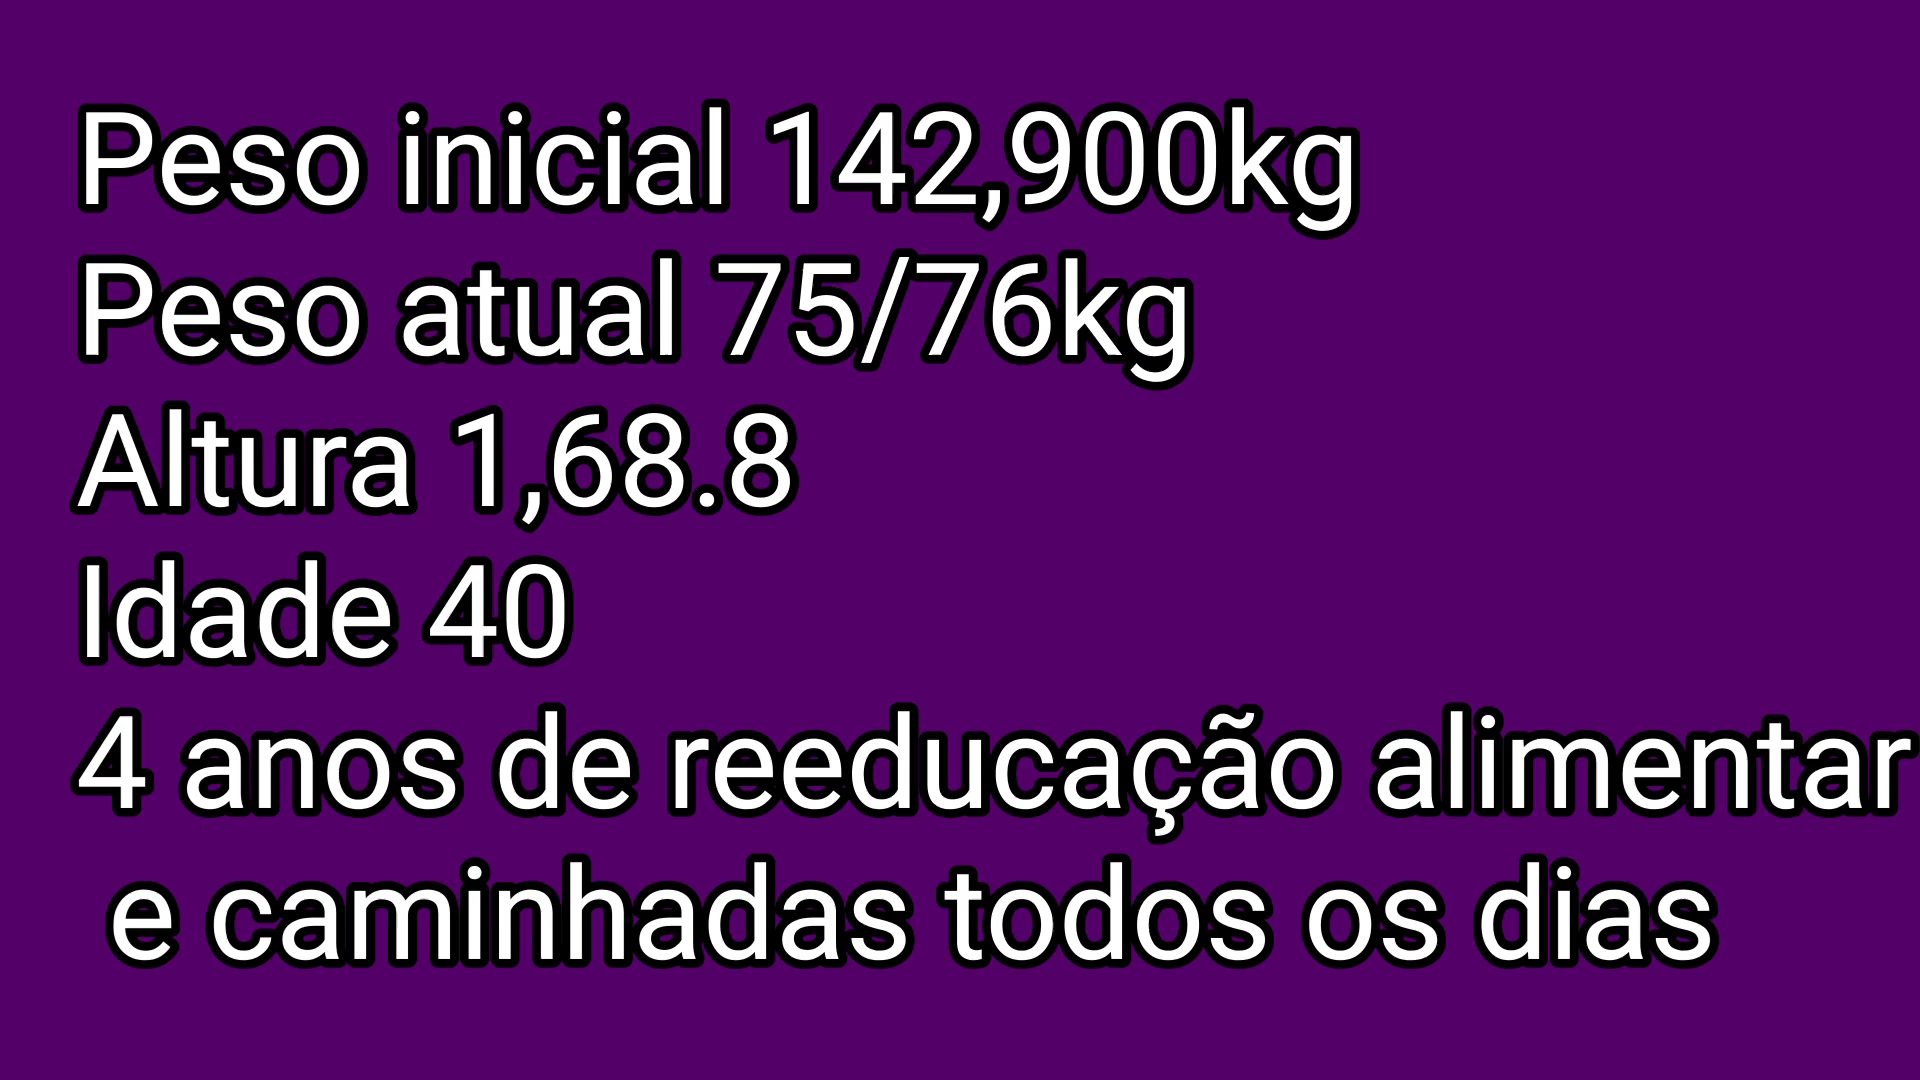 Peso inicial 142,900kg
Peso atual 75/76kg
Altura 1,68.8
Idade 40
4 anos de reeducação alimentar
e caminhadas todos os dias